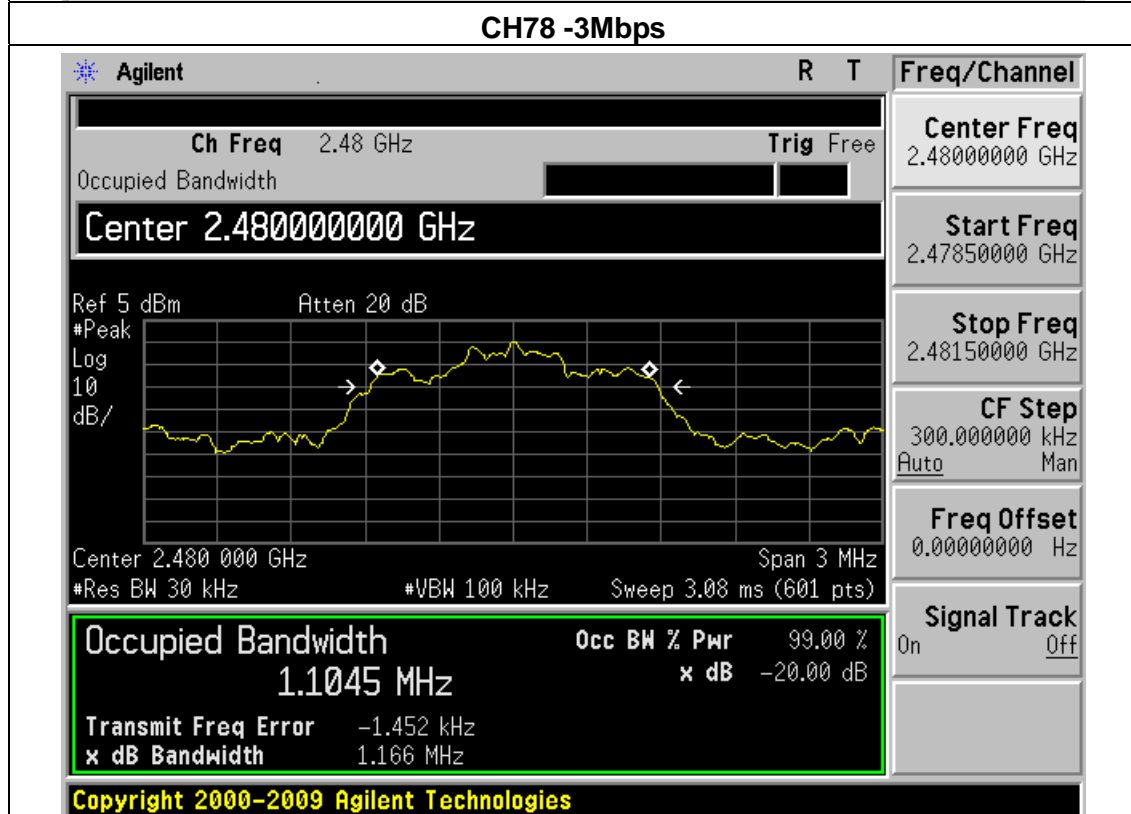 CH78 -3Mbps
Agilent R T
Ch Freq 2.48 GHz Trig Free
Occupied Bandwidth
Center 2.480000000 GHz
Ref 5 dBm Atten 20 dB
#Peak
Log
10
dB/
Center 2.480 000 GHz Span 3 MHz
#Res BW 30 kHz #VBW 100 kHz Sweep 3.08 ms (601 pts)
Occupied Bandwidth Occ BW % Pwr 99.00 %
1.1045 MHz x dB -20.00 dB
Transmit Freq Error -1.452 kHz
x dB Bandwidth 1.166 MHz
Copyright 2000-2009 Agilent Technologies
Freq/Channel
Center Freq
2.48000000 GHz
Start Freq
2.47850000 GHz
Stop Freq
2.48150000 GHz
CF Step
300.000000 kHz
Auto Man
Freq Offset
0.00000000 Hz
Signal Track
On Off